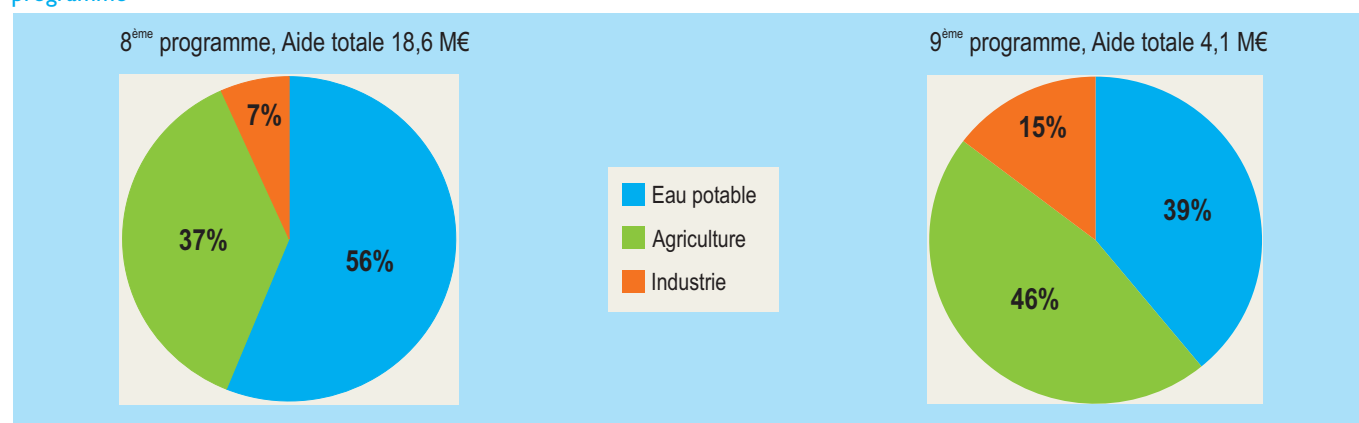 programme
8ème programme, Aide totale 18,6 M€
9ème programme, Aide totale 4,1 M€
7%
37%
56%
Eau potable
Agriculture
Industrie
15%
39%
46%